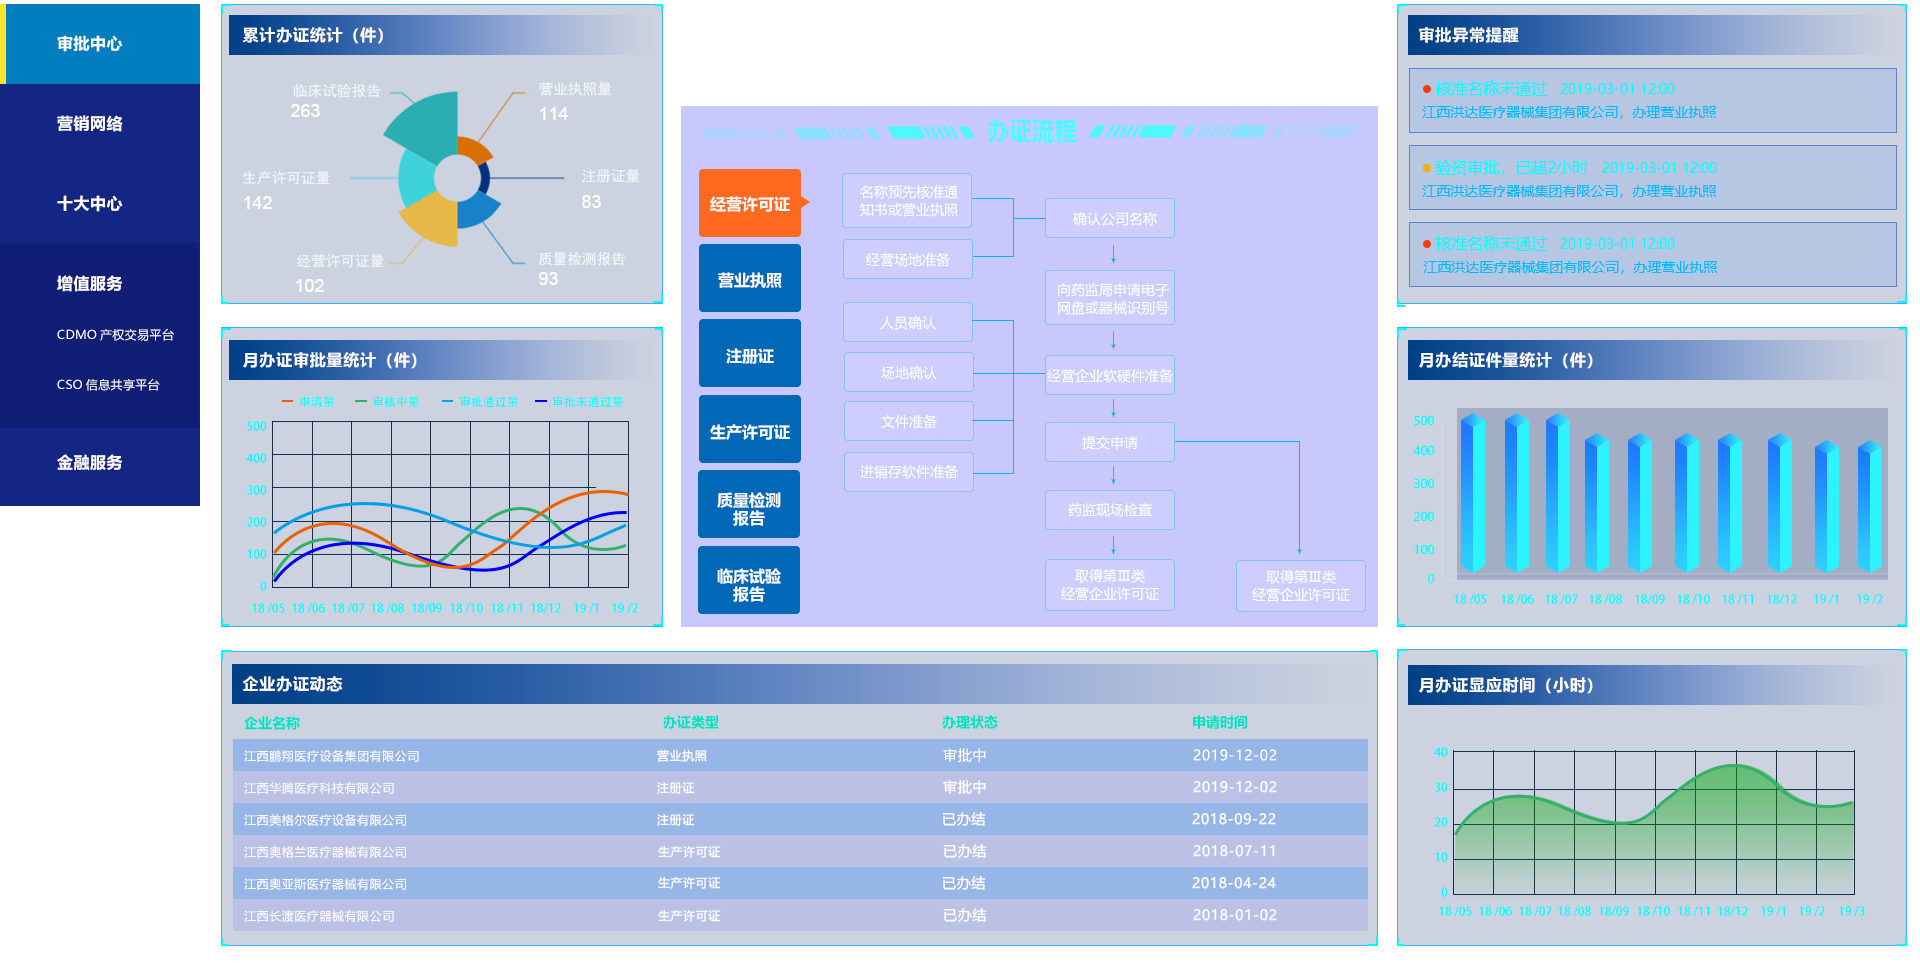 审批中心
营销网络
十大中心
增值服务
CDMO 产权交易平台
CSO 信息共享平台
金融服务
累计办证统计（件）
临床试验报告
263
营业执照量
114
生产许可证量
142
注册证量
83
经营许可证量
102
质量检测报告
93
月办证审批量统计（件）
申请量
审核中量
审批通过量
审批未通过量
500
400
300
200
100
0
18 /05 18 /06 18 /07 18 /08 18 /09 18 /10 18 /11 18 /12 19 /1 19 /2
办证流程
经营许可证
营业执照
注册证
生产许可证
质量检测
报告
临床试验
报告
名称预先核准通
知书或营业执照
经营场地准备
人员确认
场地确认
文件准备
进销存软件准备
确认公司名称
向药监局申请电子
网盘或器械识别号
经营企业软硬件准备
提交申请
药监现场检查
取得第Ⅲ类
经营企业许可证
取得第Ⅲ类
经营企业许可证
审批异常提醒
核准名称未通过 2019-03-01 12:00
江西洪达医疗器械集团有限公司，办理营业执照
验资审批，已超2小时 2019-03-01 12:00
江西洪达医疗器械集团有限公司，办理营业执照
核准名称未通过 2019-03-01 12:00
江西洪达医疗器械集团有限公司，办理营业执照
月办结证件量统计（件）
500
400
300
200
100
0
18 /05 18 /06 18 /07 18 /08 18/09 18 /10 18 /11 18/12 19 /1 19 /2
企业办证动态
企业名称 办证类型 办理状态 申请时间
江西鹏翔医疗设备集团有限公司 营业执照 审批中 2019-12-02
江西华腾医疗科技有限公司 注册证 审批中 2019-12-02
江西美格尔医疗设备有限公司 注册证 已办结 2018-09-22
江西奥格兰医疗器械有限公司 生产许可证 已办结 2018-07-11
江西奥亚斯医疗器械有限公司 生产许可证 已办结 2018-04-24
江西长渡医疗器械有限公司 生产许可证 已办结 2018-01-02
月办证显应时间（小时）
40
30
20
10
0
18 /05 18 /06 18 /07 18 /08 18/09 18 /10 18 /11 18/12 19 /1 19 /2 19 /3